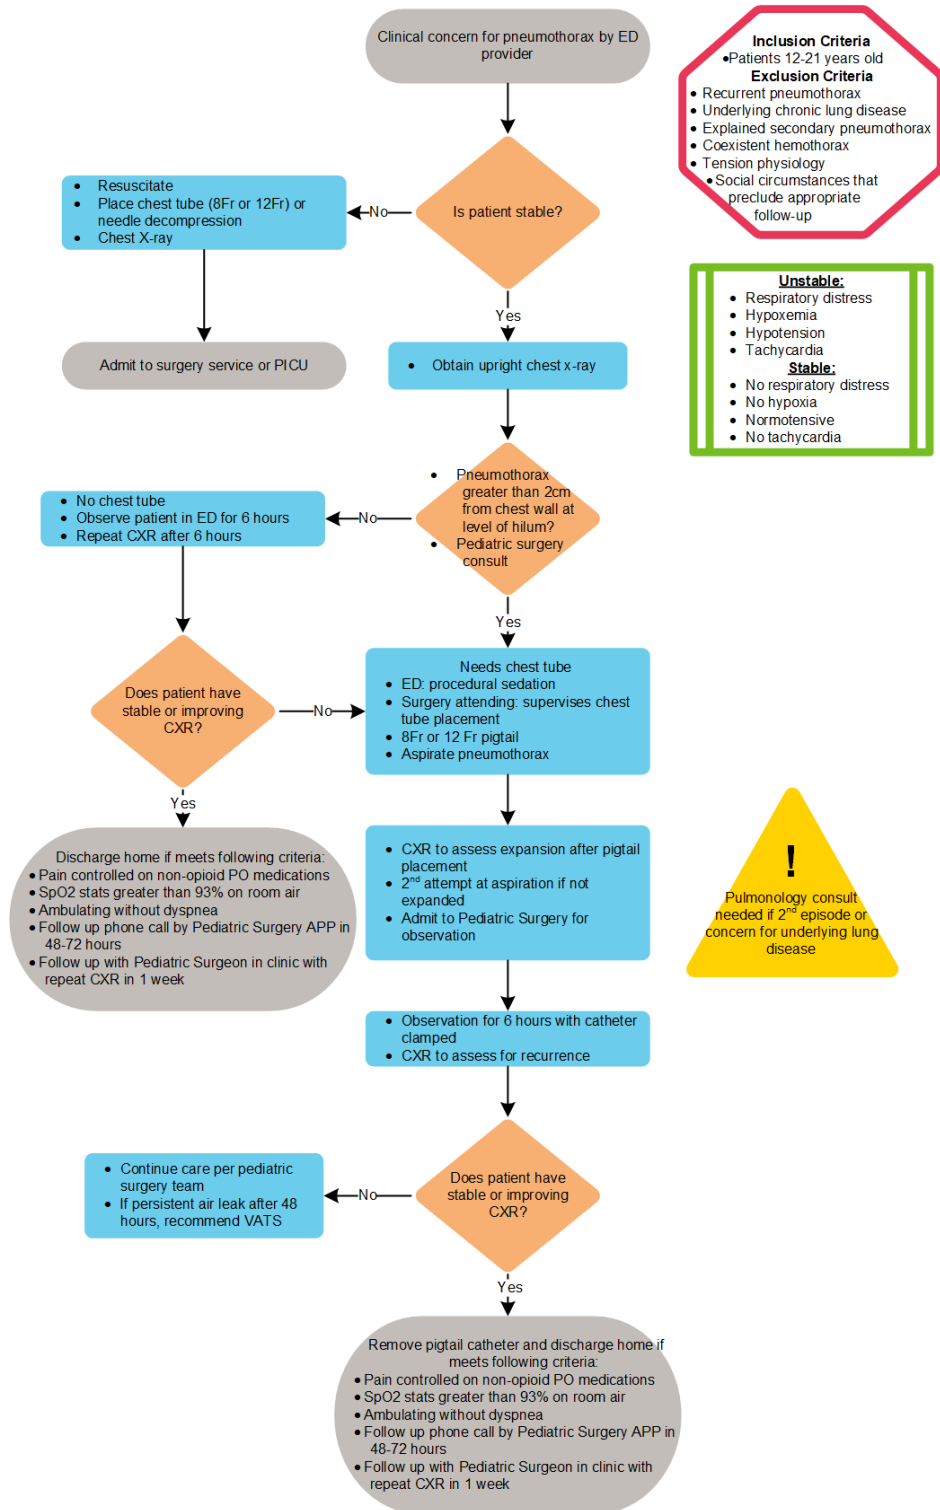 Clinical concern for pneumothorax by ED
provider
Inclusion Criteria
• Patients 12-21 years old
Exclusion Criteria
• Recurrent pneumothorax
• Underlying chronic lung disease
• Explained secondary pneumothorax
• Coexistent hemothorax
• Tension physiology
• Social circumstances that
preclude appropriate
follow-up
Is patient stable?
No
• Resuscitate
• Place chest tube (8Fr or 12Fr) or
needle decompression
• Chest X-ray
Admit to surgery service or PICU
Yes
• Obtain upright chest x-ray
Unstable:
• Respiratory distress
• Hypoxemia
• Hypotension
• Tachycardia
Stable:
• No respiratory distress
• No hypoxia
• Normotensive
• No tachycardia
• Pneumothorax
greater than 2cm
from chest wall at
level of hilum?
• Pediatric surgery
consult
No
• No chest tube
• Observe patient in ED for 6 hours
• Repeat CXR after 6 hours
Yes
Does patient have
stable or improving
CXR?
No
Needs chest tube
• ED: procedural sedation
• Surgery attending: supervises chest
tube placement
• 8Fr or 12 Fr pigtail
• Aspirate pneumothorax
Yes
Discharge home if meets following criteria:
• Pain controlled on non-opioid PO medications
• SpO2 stats greater than 93% on room air
• Ambulating without dyspnea
• Follow up phone call by Pediatric Surgery APP in
48-72 hours
• Follow up with Pediatric Surgeon in clinic with
repeat CXR in 1 week
• CXR to assess expansion after pigtail
placement
• 2nd attempt at aspiration if not
expanded
• Admit to Pediatric Surgery for
observation
!
Pulmonology consult
needed if 2nd episode or
concern for underlying lung
disease
• Observation for 6 hours with catheter
clamped
• CXR to assess for recurrence
Does patient have
stable or improving
CXR?
No
• Continue care per pediatric
surgery team
• If persistent air leak after 48
hours, recommend VATS
Yes
Remove pigtail catheter and discharge home if
meets following criteria:
• Pain controlled on non-opioid PO medications
• SpO2 stats greater than 93% on room air
• Ambulating without dyspnea
• Follow up phone call by Pediatric Surgery APP in
48-72 hours
• Follow up with Pediatric Surgeon in clinic with
repeat CXR in 1 week